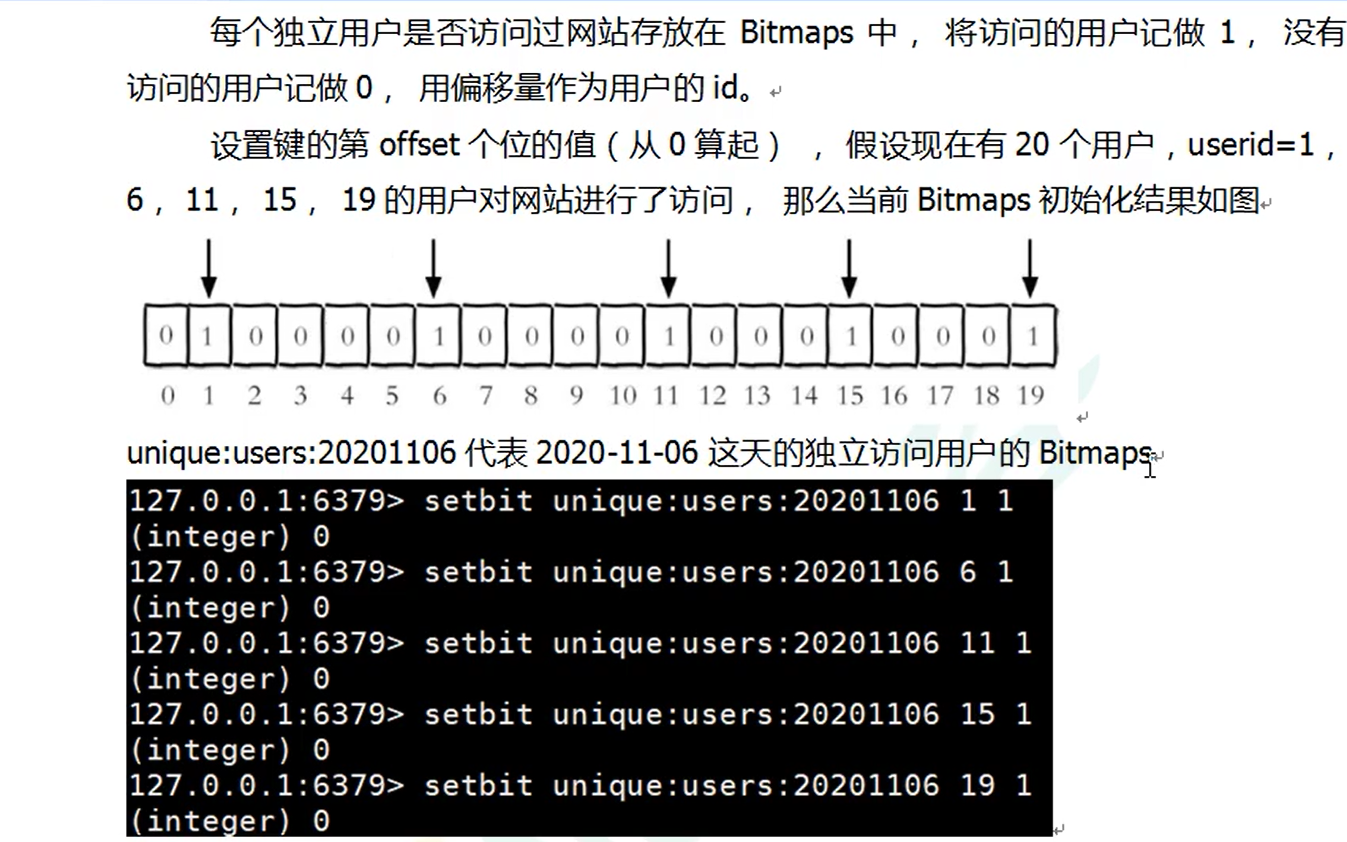 每个独立用户是否访问过网站存放在 Bitmaps 中， 将访问的用户记做 1， 没有
访问的用户记做 0， 用偏移量作为用户的 id。
设置键的第 offset 个位的值（从 0 算起）， 假设现在有 20 个用户，userid=1，
6， 11， 15， 19 的用户对网站进行了访问， 那么当前 Bitmaps 初始化结果如图
0 1 0 0 0 0 1 0 0 0 0 1 0 0 0 1 0 0 0 1
0 1 2 3 4 5 6 7 8 9 10 11 12 13 14 15 16 17 18 19
unique:users:20201106 代表 2020-11-06 这天的独立访问用户的 Bitmaps
127.0.0.1:6379> setbit unique:users:20201106 1 1
(integer) 0
127.0.0.1:6379> setbit unique:users:20201106 6 1
(integer) 0
127.0.0.1:6379> setbit unique:users:20201106 11 1
(integer) 0
127.0.0.1:6379> setbit unique:users:20201106 15 1
(integer) 0
127.0.0.1:6379> setbit unique:users:20201106 19 1
(integer) 0